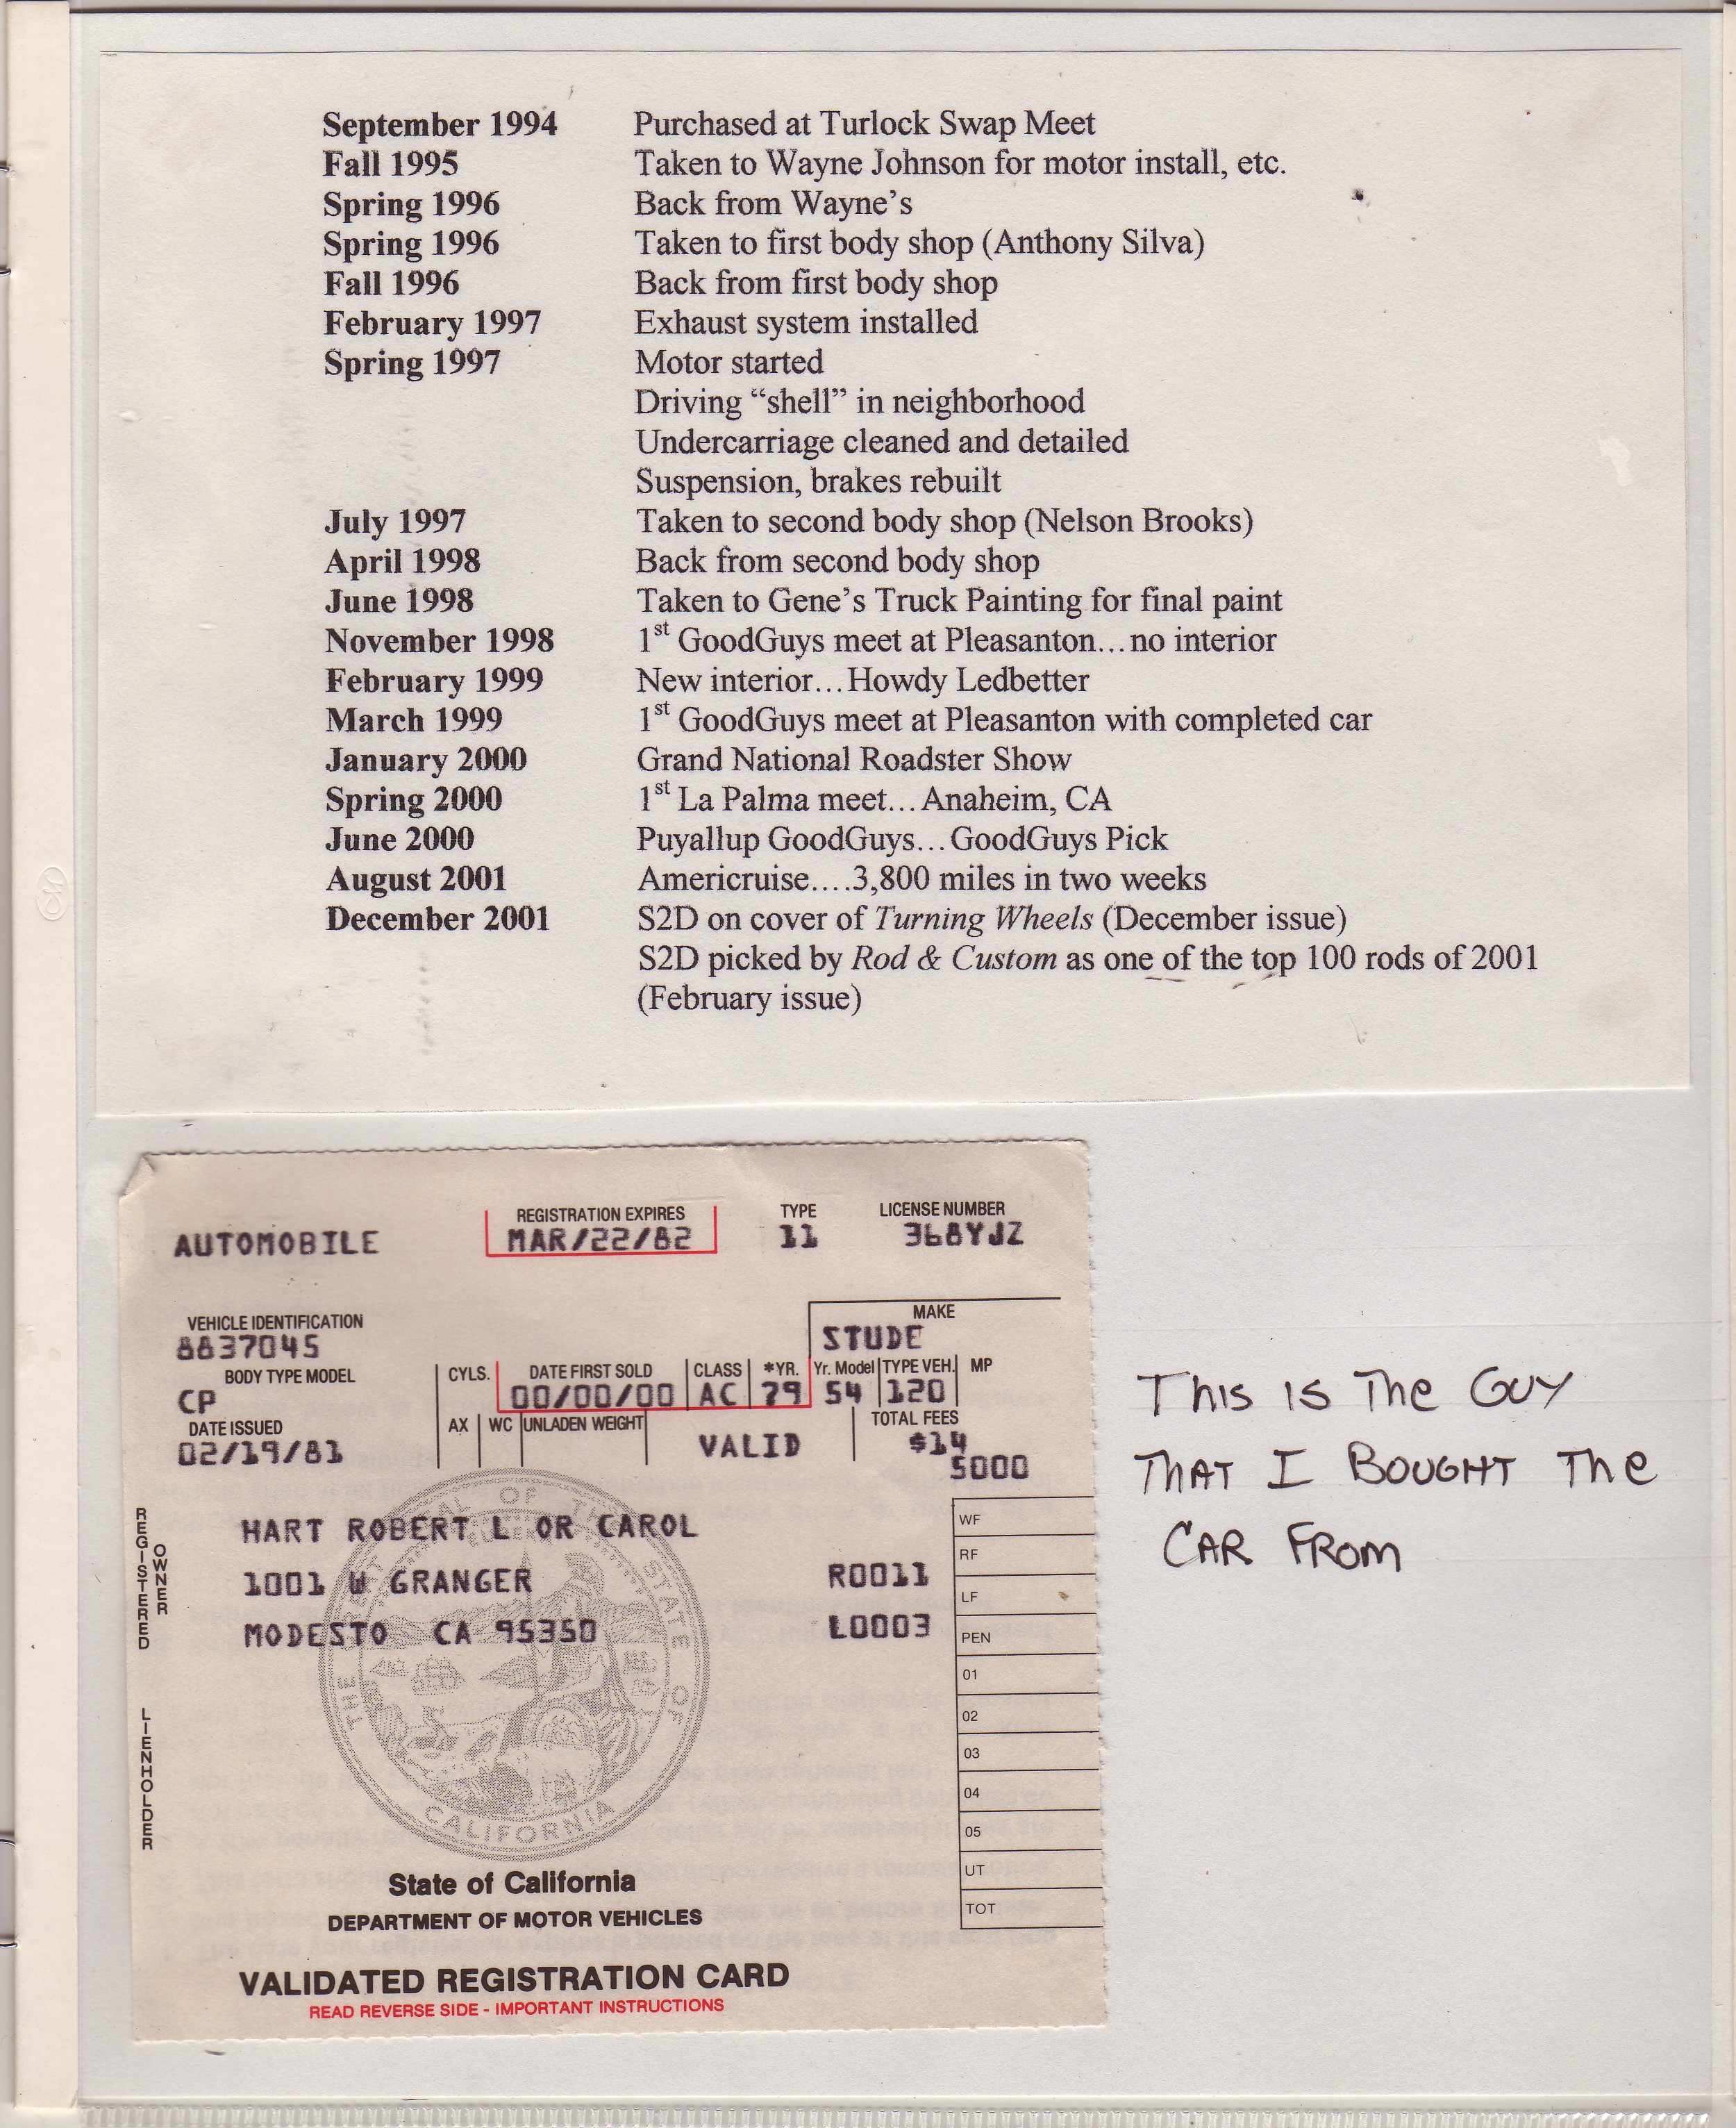 September 1994 Purchased at Turlock Swap Meet
Fall 1995 Taken to Wayne Johnson for motor install, etc.
Spring 1996 Back from Wayne's
Spring 1996 Taken to first body shop (Anthony Silva)
Fall 1996 Back from first body shop
February 1997 Exhaust system installed
Spring 1997 Motor started
Driving “shell” in neighborhood
Undercarriage cleaned and detailed
Suspension, brakes rebuilt
July 1997 Taken to second body shop (Nelson Brooks)
April 1998 Back from second body shop
June 1998 Taken to Gene's Truck Painting for final paint
November 1998 1st GoodGuys meet at Pleasanton…no interior
February 1999 New interior…Howdy Ledbetter
March 1999 1st GoodGuys meet at Pleasanton with completed car
January 2000 Grand National Roadster Show
Spring 2000 1st La Palma meet…Anaheim, CA
June 2000 Puyallup GoodGuys…GoodGuys Pick
August 2001 Americruise….3,800 miles in two weeks
December 2001 S2D on cover of Turning Wheels (December issue)
S2D picked by Rod & Custom as one of the top 100 rods of 2001
(February issue)
REGISTRATION EXPIRES TYPE LICENSE NUMBER
AUTOMOBILE MAR/22/82 11 368YJZ
VEHICLE IDENTIFICATION MAKE
8837045 STUDE
BODY TYPE MODEL CYLS. DATE FIRST SOLD CLASS *YR. Yr. Model TYPE VEH. MP
CP 00/00/00 AC 79 54 120
DATE ISSUED AX WC UNLADEN WEIGHT TOTAL FEES
02/19/81 VALID $14
5000
REGISTERED OWNER
HART ROBERT L OR CAROL
1001 W GRANGER R0011
MODESTO CA 95350 L0003
LIENHOLDER
WF
RF
LF
PEN
01
02
03
04
05
UT
TOT
THE GREAT SEAL OF THE STATE OF CALIFORNIA
State of California
DEPARTMENT OF MOTOR VEHICLES
VALIDATED REGISTRATION CARD
READ REVERSE SIDE - IMPORTANT INSTRUCTIONS
THIS IS THE GUY
THAT I BOUGHT THE
CAR FROM